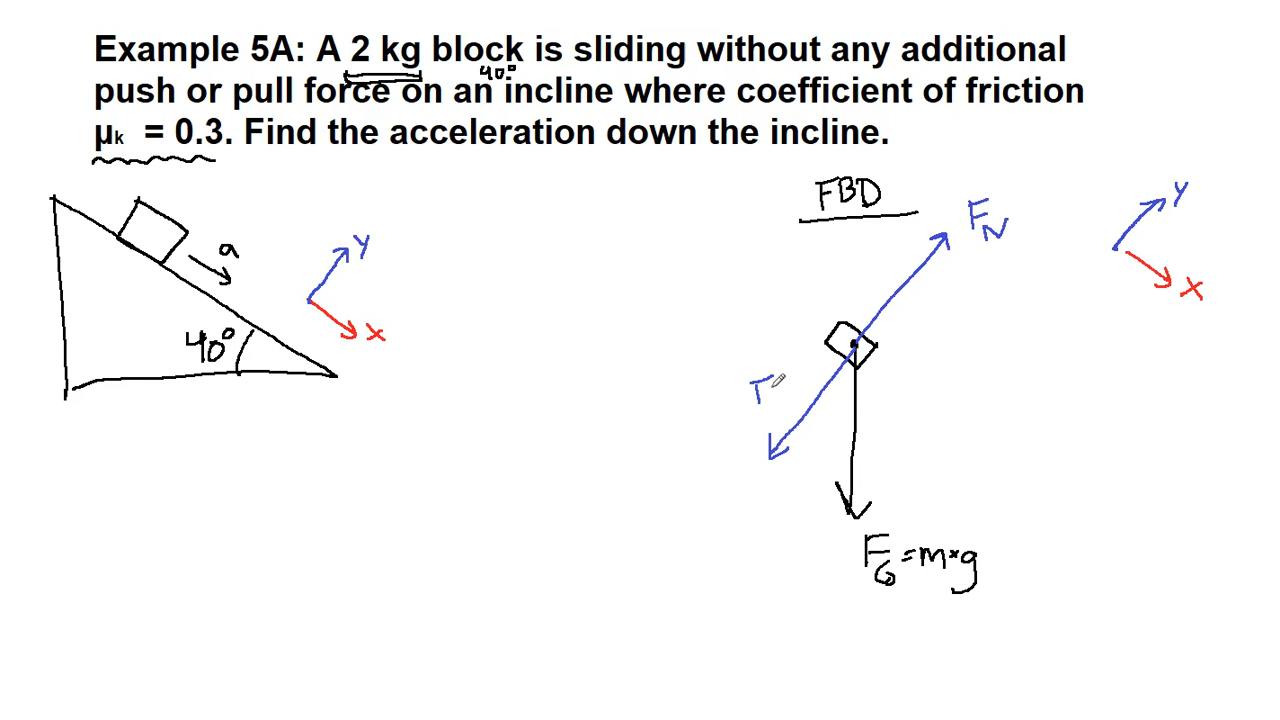 Example 5A: A 2 kg block is sliding without any additional
40°
push or pull force on an incline where coefficient of friction
μk = 0.3. Find the acceleration down the incline.
FBD
a
Y
X
40°
FN
Y
X
F
FG = m*g